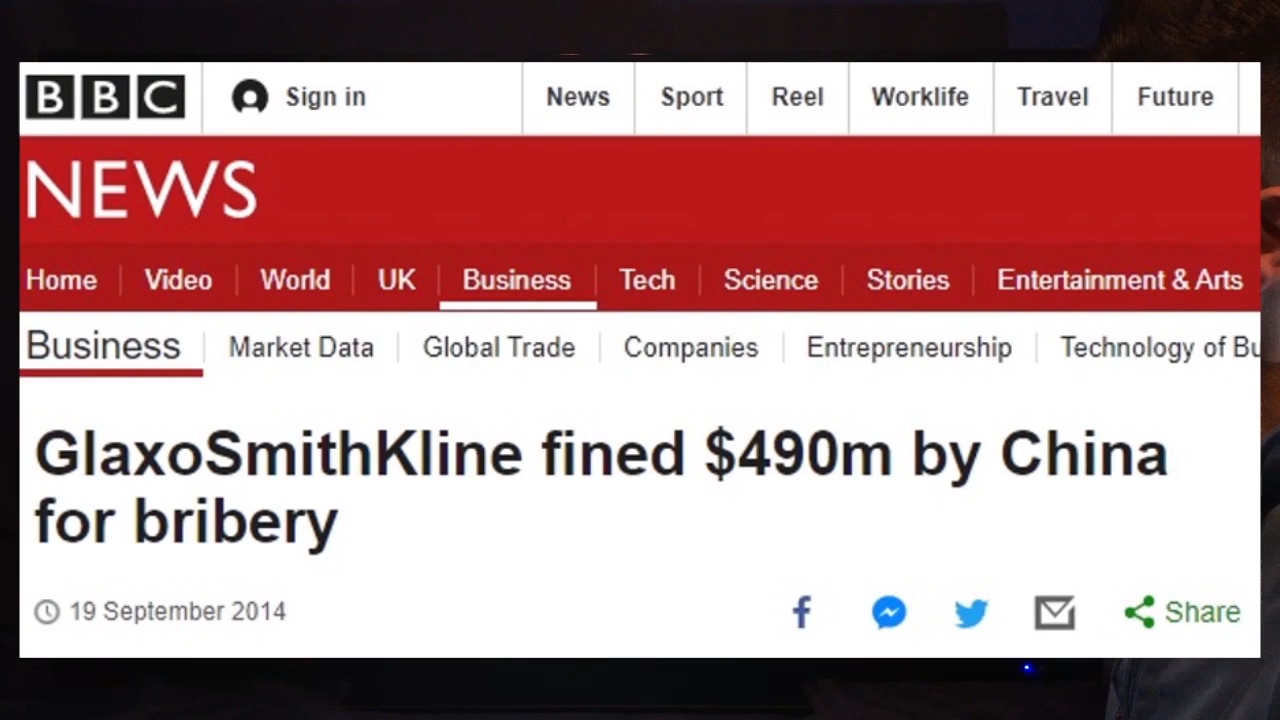 BBC Sign in News Sport Reel Worklife Travel Future
NEWS
Home Video World UK Business Tech Science Stories Entertainment & Arts
Business Market Data Global Trade Companies Entrepreneurship Technology of
GlaxoSmithKline fined $490m by China
for bribery
19 September 2014 Share